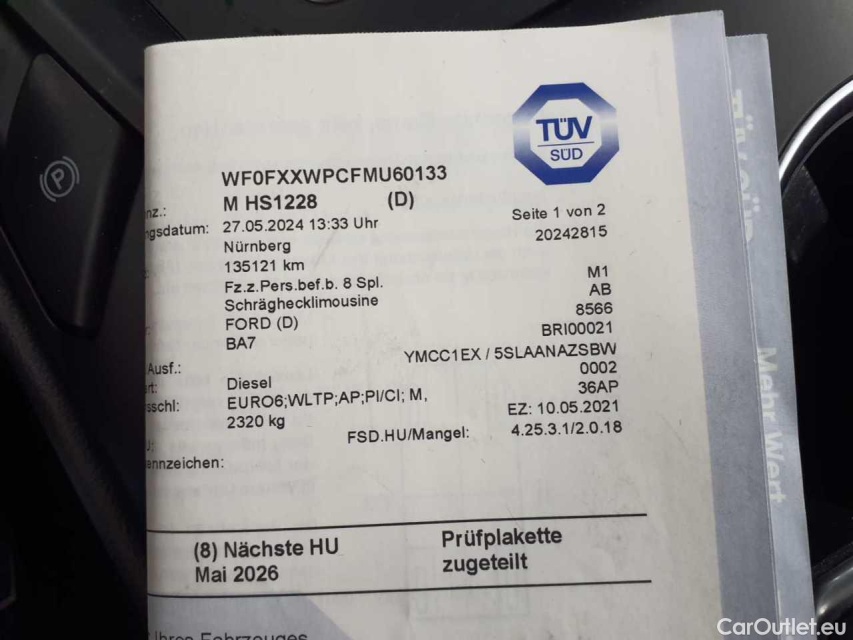 TÜV
SÜD
WF0FXXWPCFMU60133
nz.: M HS1228 (D)
gsdatum: 27.05.2024 13:33 Uhr Seite 1 von 2
Nürnberg 20242815
135121 km
Fz.z.Pers.bef.b. 8 Spl. M1
Schräghecklimousine AB
FORD (D) 8566
BA7 BRI00021
Ausf.: YMCC1EX / 5SLAANAZSBW
rt: Diesel 0002
sschl: EURO6;WLTP;AP;PI/CI; M, 36AP
2320 kg EZ: 10.05.2021
FSD.HU/Mangel: 4.25.3.1/2.0.18
ennzeichen:
(8) Nächste HU Prüfplakette
Mai 2026 zugeteilt
Ihres Fahrzeuges
Mehr Wert
CarOutlet.eu